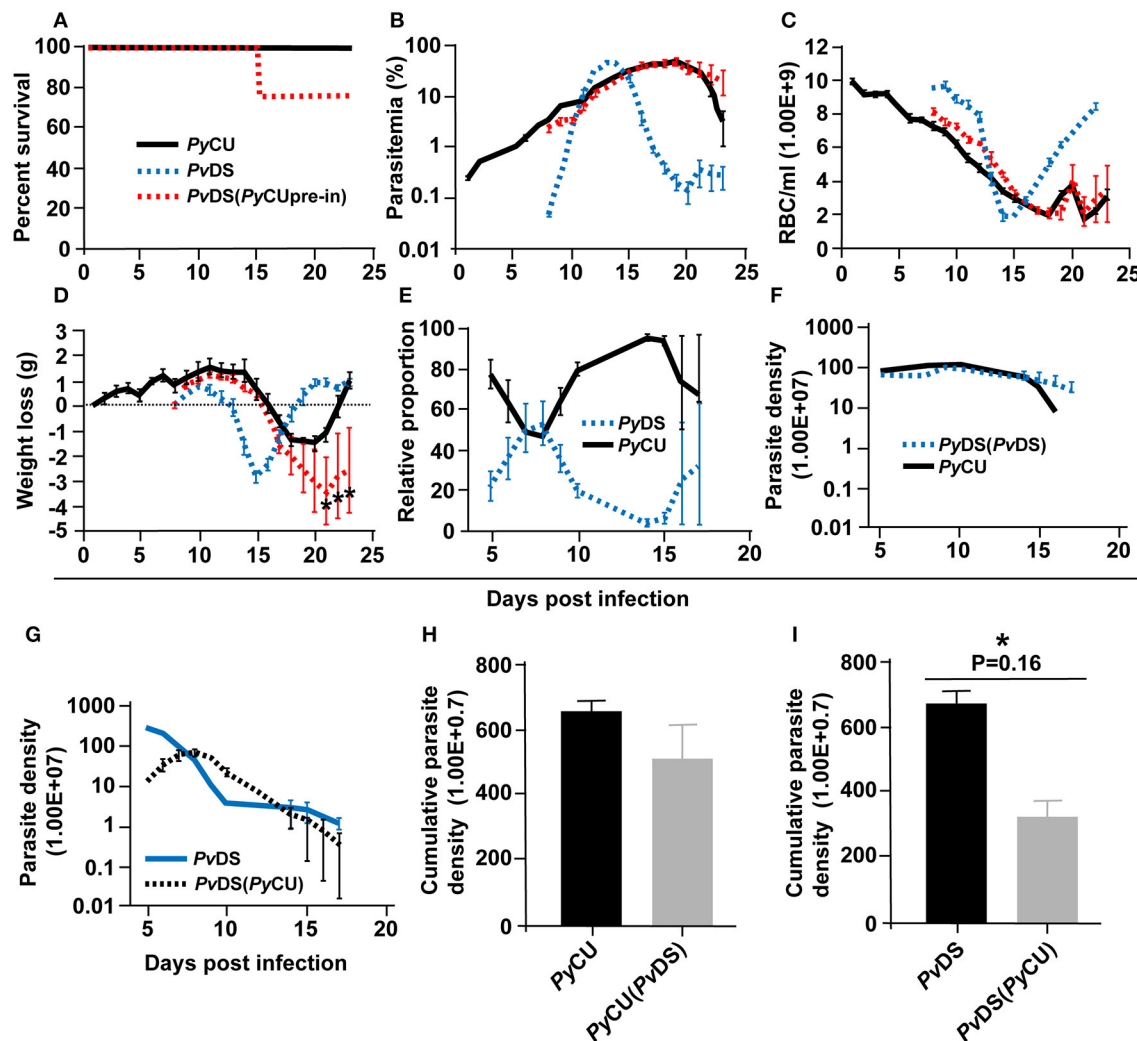 A
Percent survival
100
80
60
40
20
0
0 5 10 15 20 25
PyCU
PvDS
PvDS(PyCUpre-in)
B
Parasitemia (%)
100
10
1
0.1
0.01
0 5 10 15 20 25
C
RBC/ml (1.00E+9)
12
10
8
6
4
2
0
0 5 10 15 20 25
D
Weight loss (g)
3
2
1
0
-1
-2
-3
-4
-5
0 5 10 15 20 25
***
E
Relative proportion
100
80
60
40
20
0
5 10 15 20
PyDS
PyCU
F
Parasite density
(1.00E+07)
1000
100
10
1
0.01
5 10 15 20
PyDS(PvDS)
PyCU
Days post infection
G
Parasite density
(1.00E+07)
1000
100
10
1
0.1
0.01
5 10 15 20
PvDS
PvDS(PyCU)
Days post infection
H
Cumulative parasite
density (1.00E+0.7)
800
600
400
200
0
PyCU
PyCU(PvDS)
I
*
P=0.16
Cumulative parasite
density (1.00E+0.7)
800
600
400
200
0
PvDS
PvDS(PyCU)